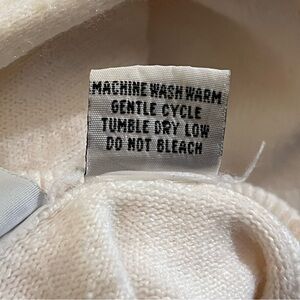 MACHINE WASH WARM
GENTLE CYCLE
TUMBLE DRY LOW
DO NOT BLEACH